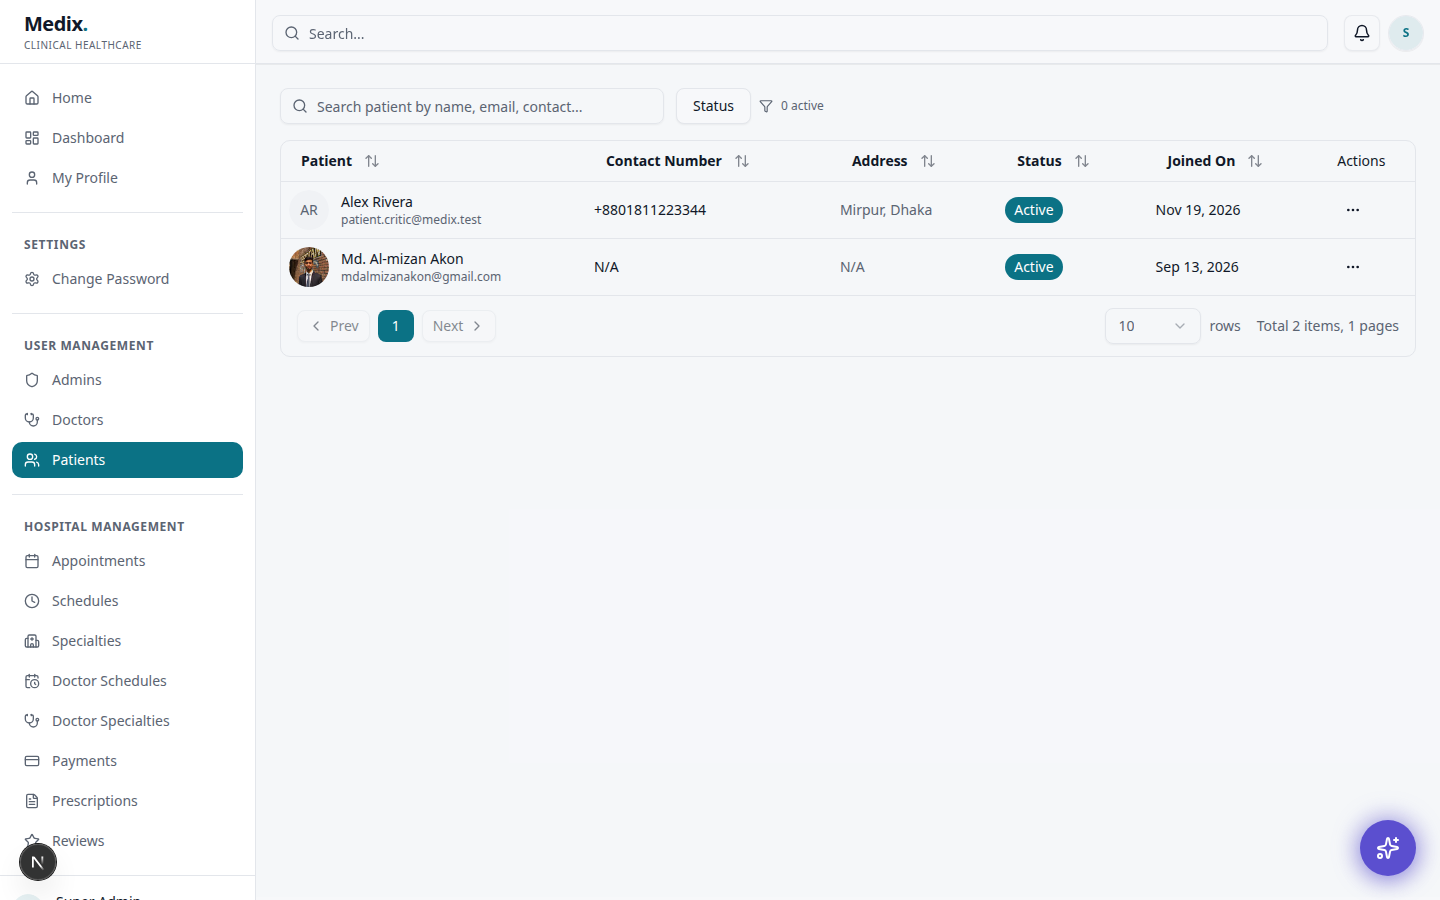 Medix.
CLINICAL HEALTHCARE
Home
Dashboard
My Profile
SETTINGS
Change Password
USER MANAGEMENT
Admins
Doctors
Patients
HOSPITAL MANAGEMENT
Appointments
Schedules
Specialties
Doctor Schedules
Doctor Specialties
Payments
Prescriptions
Reviews
N
Super Admin
Search...
S
Search patient by name, email, contact...
Status
0 active
Patient Contact Number Address Status Joined On Actions
AR
Alex Rivera
patient.critic@medix.test
+8801811223344
Mirpur, Dhaka
Active
Nov 19, 2026
Md. Al-mizan Akon
mdalmizanakon@gmail.com
N/A
N/A
Active
Sep 13, 2026
Prev 1 Next
10 rows Total 2 items, 1 pages